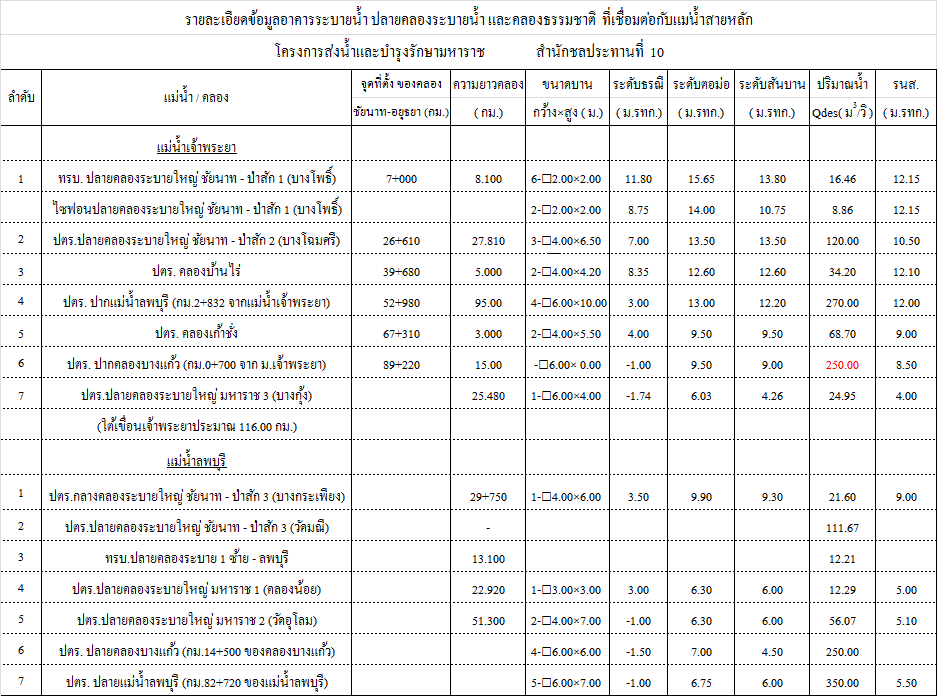 รายละเอียดข้อมูลอาคารระบายน้ำ ปลายคลองระบายน้ำ และคลองธรรมชาติ ที่เชื่อมต่อกับแม่น้ำสายหลัก
โครงการส่งน้ำและบำรุงรักษามหาราช สำนักชลประทานที่ 10
ลำดับ แม่น้ำ / คลอง จุดที่ตั้ง ของคลอง ความยาวคลอง ขนาดบาน ระดับธรณี ระดับตอม่อ ระดับสันบาน ปริมาณน้ำ รนส.
ชัยนาท-อยุธยา (กม.) ( กม.) กว้าง×สูง ( ม.) ( ม.รทก.) ( ม.รทก.) ( ม.รทก.) Qdes( ม³/วิ ) ( ม.รทก.)
แม่น้ำเจ้าพระยา
1 ทรบ. ปลายคลองระบายใหญ่ ชัยนาท - ป่าสัก 1 (บางโพธิ์) 7+000 8.100 6-□2.00×2.00 11.80 15.65 13.80 16.46 12.15
ไซฟอนปลายคลองระบายใหญ่ ชัยนาท - ป่าสัก 1 (บางโพธิ์) 2-□2.00×2.00 8.75 14.00 10.75 8.86 12.15
2 ปตร.ปลายคลองระบายใหญ่ ชัยนาท - ป่าสัก 2 (บางโฉมศรี) 26+610 27.810 3-□4.00×6.50 7.00 13.50 13.50 120.00 10.50
3 ปตร. คลองบ้านไร่ 39+680 5.000 2-□4.00×4.20 8.35 12.60 12.60 34.20 12.10
4 ปตร. ปากแม่น้ำลพบุรี (กม.2+832 จากแม่น้ำเจ้าพระยา) 52+980 95.00 4-□6.00×10.00 3.00 13.00 12.20 270.00 12.00
5 ปตร. คลองเก้าชั่ง 67+310 3.000 2-□4.00×5.50 4.00 9.50 9.50 68.70 9.00
6 ปตร. ปากคลองบางแก้ว (กม.0+700 จาก ม.เจ้าพระยา) 89+220 15.00 -□6.00× 0.00 -1.00 9.50 9.00 250.00 8.50
7 ปตร.ปลายคลองระบายใหญ่ มหาราช 3 (บางกุ้ง) 25.480 1-□6.00×4.00 -1.74 6.03 4.26 24.95 4.00
(ใต้เขื่อนเจ้าพระยาประมาณ 116.00 กม.)
แม่น้ำลพบุรี
1 ปตร.กลางคลองระบายใหญ่ ชัยนาท - ป่าสัก 3 (บางกระเพียง) 29+750 1-□4.00×6.00 3.50 9.90 9.30 21.60 9.00
2 ปตร.ปลายคลองระบายใหญ่ ชัยนาท - ป่าสัก 3 (วัดมณี) - 111.67
3 ทรบ.ปลายคลองระบาย 1 ซ้าย - ลพบุรี 13.100 12.21
4 ปตร.ปลายคลองระบายใหญ่ มหาราช 1 (คลองน้อย) 22.920 1-□3.00×3.00 3.00 6.30 6.00 12.29 5.00
5 ปตร.ปลายคลองระบายใหญ่ มหาราช 2 (วัดอุโลม) 51.300 2-□4.00×7.00 -1.00 6.30 6.00 56.07 5.10
6 ปตร. ปลายคลองบางแก้ว (กม.14+500 ของคลองบางแก้ว) 4-□6.00×6.00 -1.50 7.00 4.50 250.00
7 ปตร. ปลายแม่น้ำลพบุรี (กม.82+720 ของแม่น้ำลพบุรี) 5-□6.00×7.00 -1.00 6.75 6.00 350.00 5.50